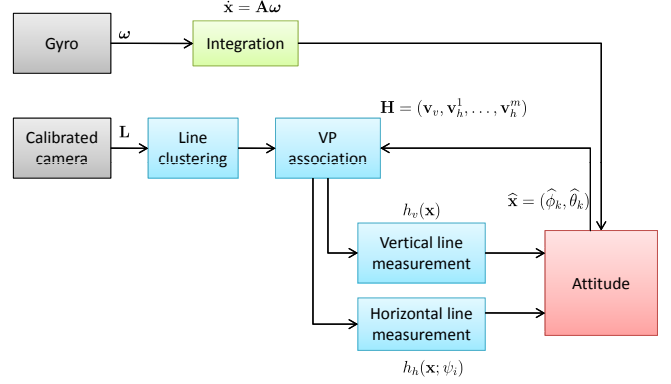 ẋ = Aω
Gyro
ω
Integration
H = (v_v, v_h^1, . . . , v_h^m)
Calibrated
camera
L
Line
clustering
VP
association
x̂ = (φ̂_k, θ̂_k)
h_v(x)
Vertical line
measurement
Attitude
Horizontal line
measurement
h_h(x; ψ_i)